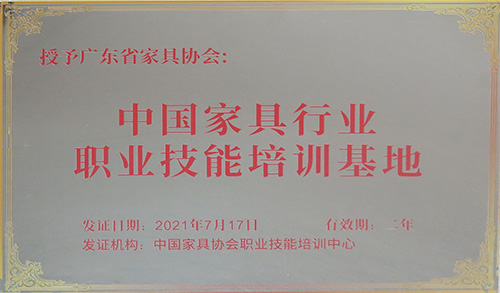 授予广东省家具协会:
中国家具行业
职业技能培训基地
发证日期: 2021年7月17日 有效期: 二年
发证机构: 中国家具协会职业技能培训中心